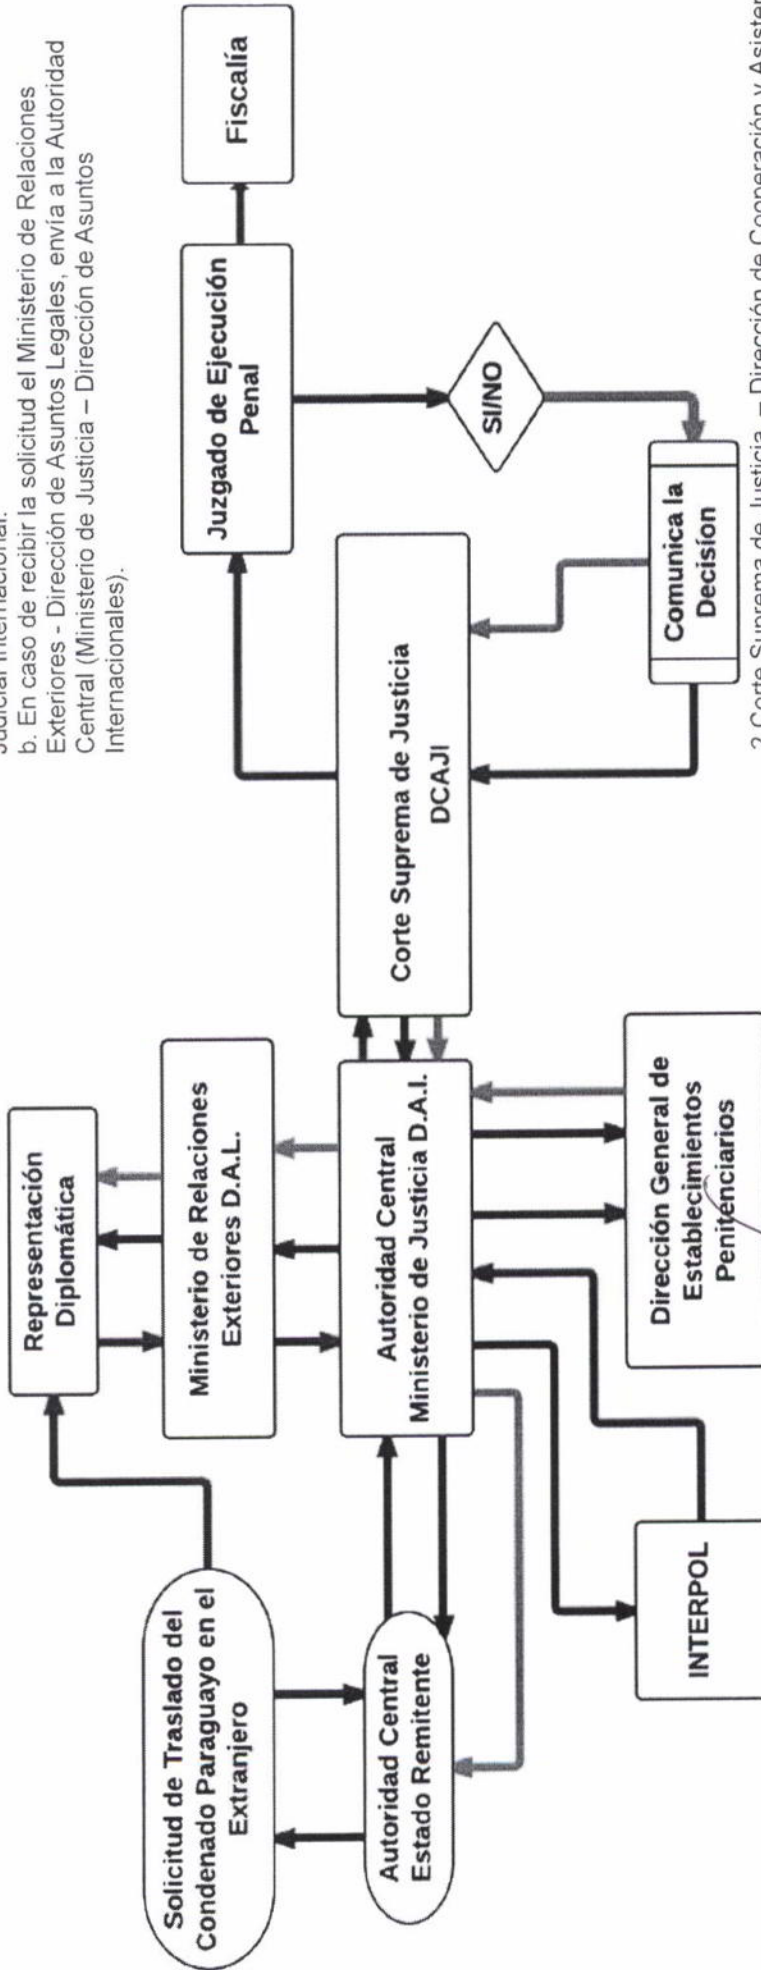 Judicial Internacional.
b. En caso de recibir la solicitud el Ministerio de Relaciones
Exteriores - Dirección de Asuntos Legales, envía a la Autoridad
Central (Ministerio de Justicia – Dirección de Asuntos
Internacionales).
Representación
Diplomática
Fiscalía
Solicitud de Traslado del
Condenado Paraguayo en el
Extranjero
Ministerio de Relaciones
Exteriores D.A.L.
Juzgado de Ejecución
Penal
Autoridad Central
Estado Remitente
Autoridad Central
Ministerio de Justicia D.A.I.
Corte Suprema de Justicia
DCAJI
SI/NO
INTERPOL
Dirección General de
Establecimientos
Penitenciarios
Comunica la
Decisíon
2.Corte Suprema de Justicia – Dirección de Cooperación y